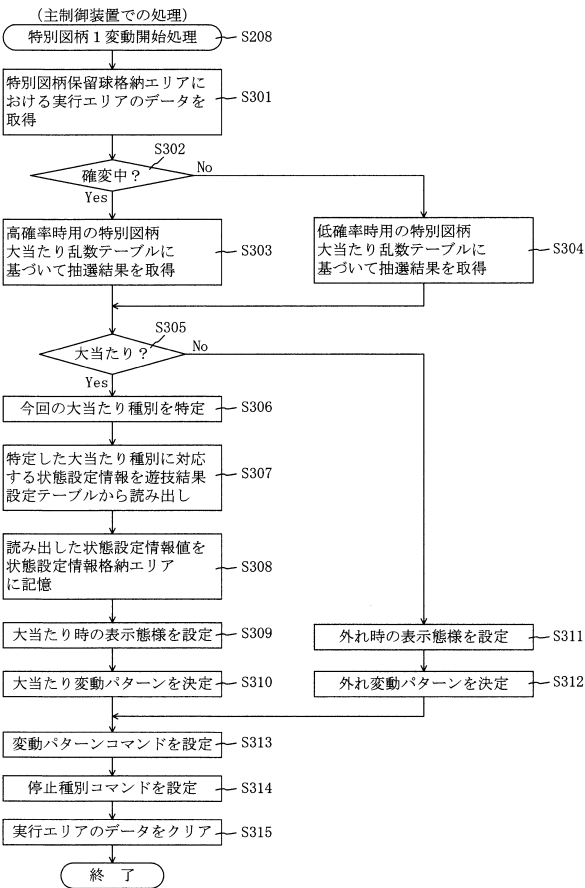 (主制御装置での処理)
特別図柄1変動開始処理
S208
特別図柄保留球格納エリアに
おける実行エリアのデータを
取得
S301
S302
確変中?
No
Yes
高確率時用の特別図柄
大当たり乱数テーブルに
基づいて抽選結果を取得
S303
低確率時用の特別図柄
大当たり乱数テーブルに
基づいて抽選結果を取得
S304
S305
大当たり?
No
Yes
今回の大当たり種別を特定
S306
特定した大当たり種別に対応
する状態設定情報を遊技結果
設定テーブルから読み出し
S307
読み出した状態設定情報値を
状態設定情報格納エリア
に記憶
S308
大当たり時の表示態様を設定
S309
外れ時の表示態様を設定
S311
大当たり変動パターンを決定
S310
外れ変動パターンを決定
S312
変動パターンコマンドを設定
S313
停止種別コマンドを設定
S314
実行エリアのデータをクリア
S315
終 了